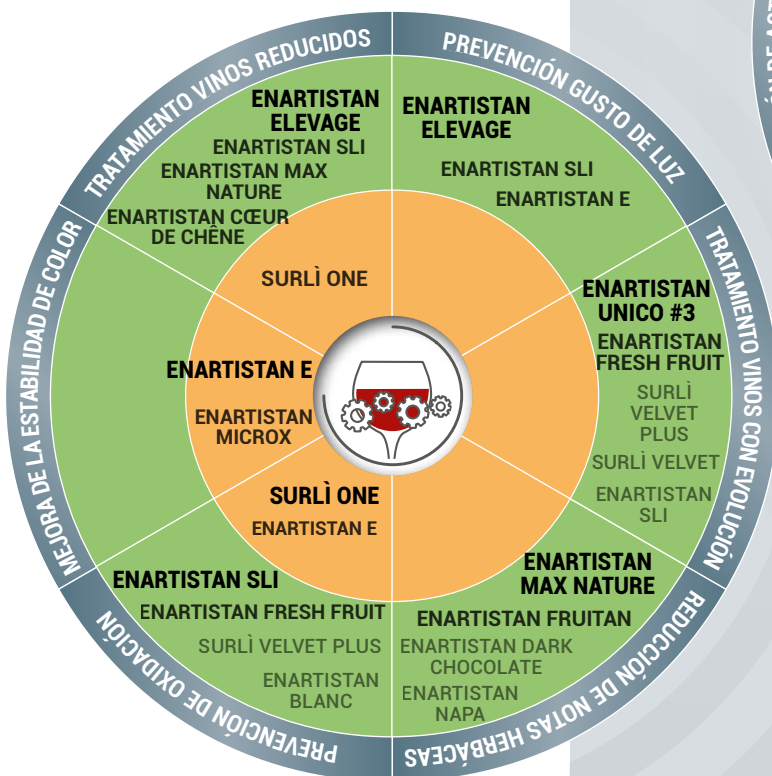 TRATAMIENTO VINOS REDUCIDOS
ENARTISTAN
ELEVAGE
ENARTISTAN SLI
ENARTISTAN MAX
NATURE
ENARTISTAN CŒUR
DE CHÊNE
SURLÌ ONE
PREVENCIÓN GUSTO DE LUZ
ENARTISTAN
ELEVAGE
ENARTISTAN SLI
ENARTISTAN E
TRATAMIENTO VINOS CON EVOLUCIÓN
ENARTISTAN
UNICO #3
ENARTISTAN
FRESH FRUIT
SURLÌ
VELVET
PLUS
SURLÌ VELVET
ENARTISTAN
SLI
REDUCCIÓN DE NOTAS HERBÁCEAS
ENARTISTAN
MAX NATURE
ENARTISTAN FRUITAN
ENARTISTAN DARK
CHOCOLATE
ENARTISTAN
NAPA
PREVENCIÓN DE OXIDACIÓN
SURLÌ ONE
ENARTISTAN E
ENARTISTAN SLI
ENARTISTAN FRESH FRUIT
SURLÌ VELVET PLUS
ENARTISTAN
BLANC
MEJORA DE LA ESTABILIDAD DE COLOR
ENARTISTAN E
ENARTISTAN
MICROX